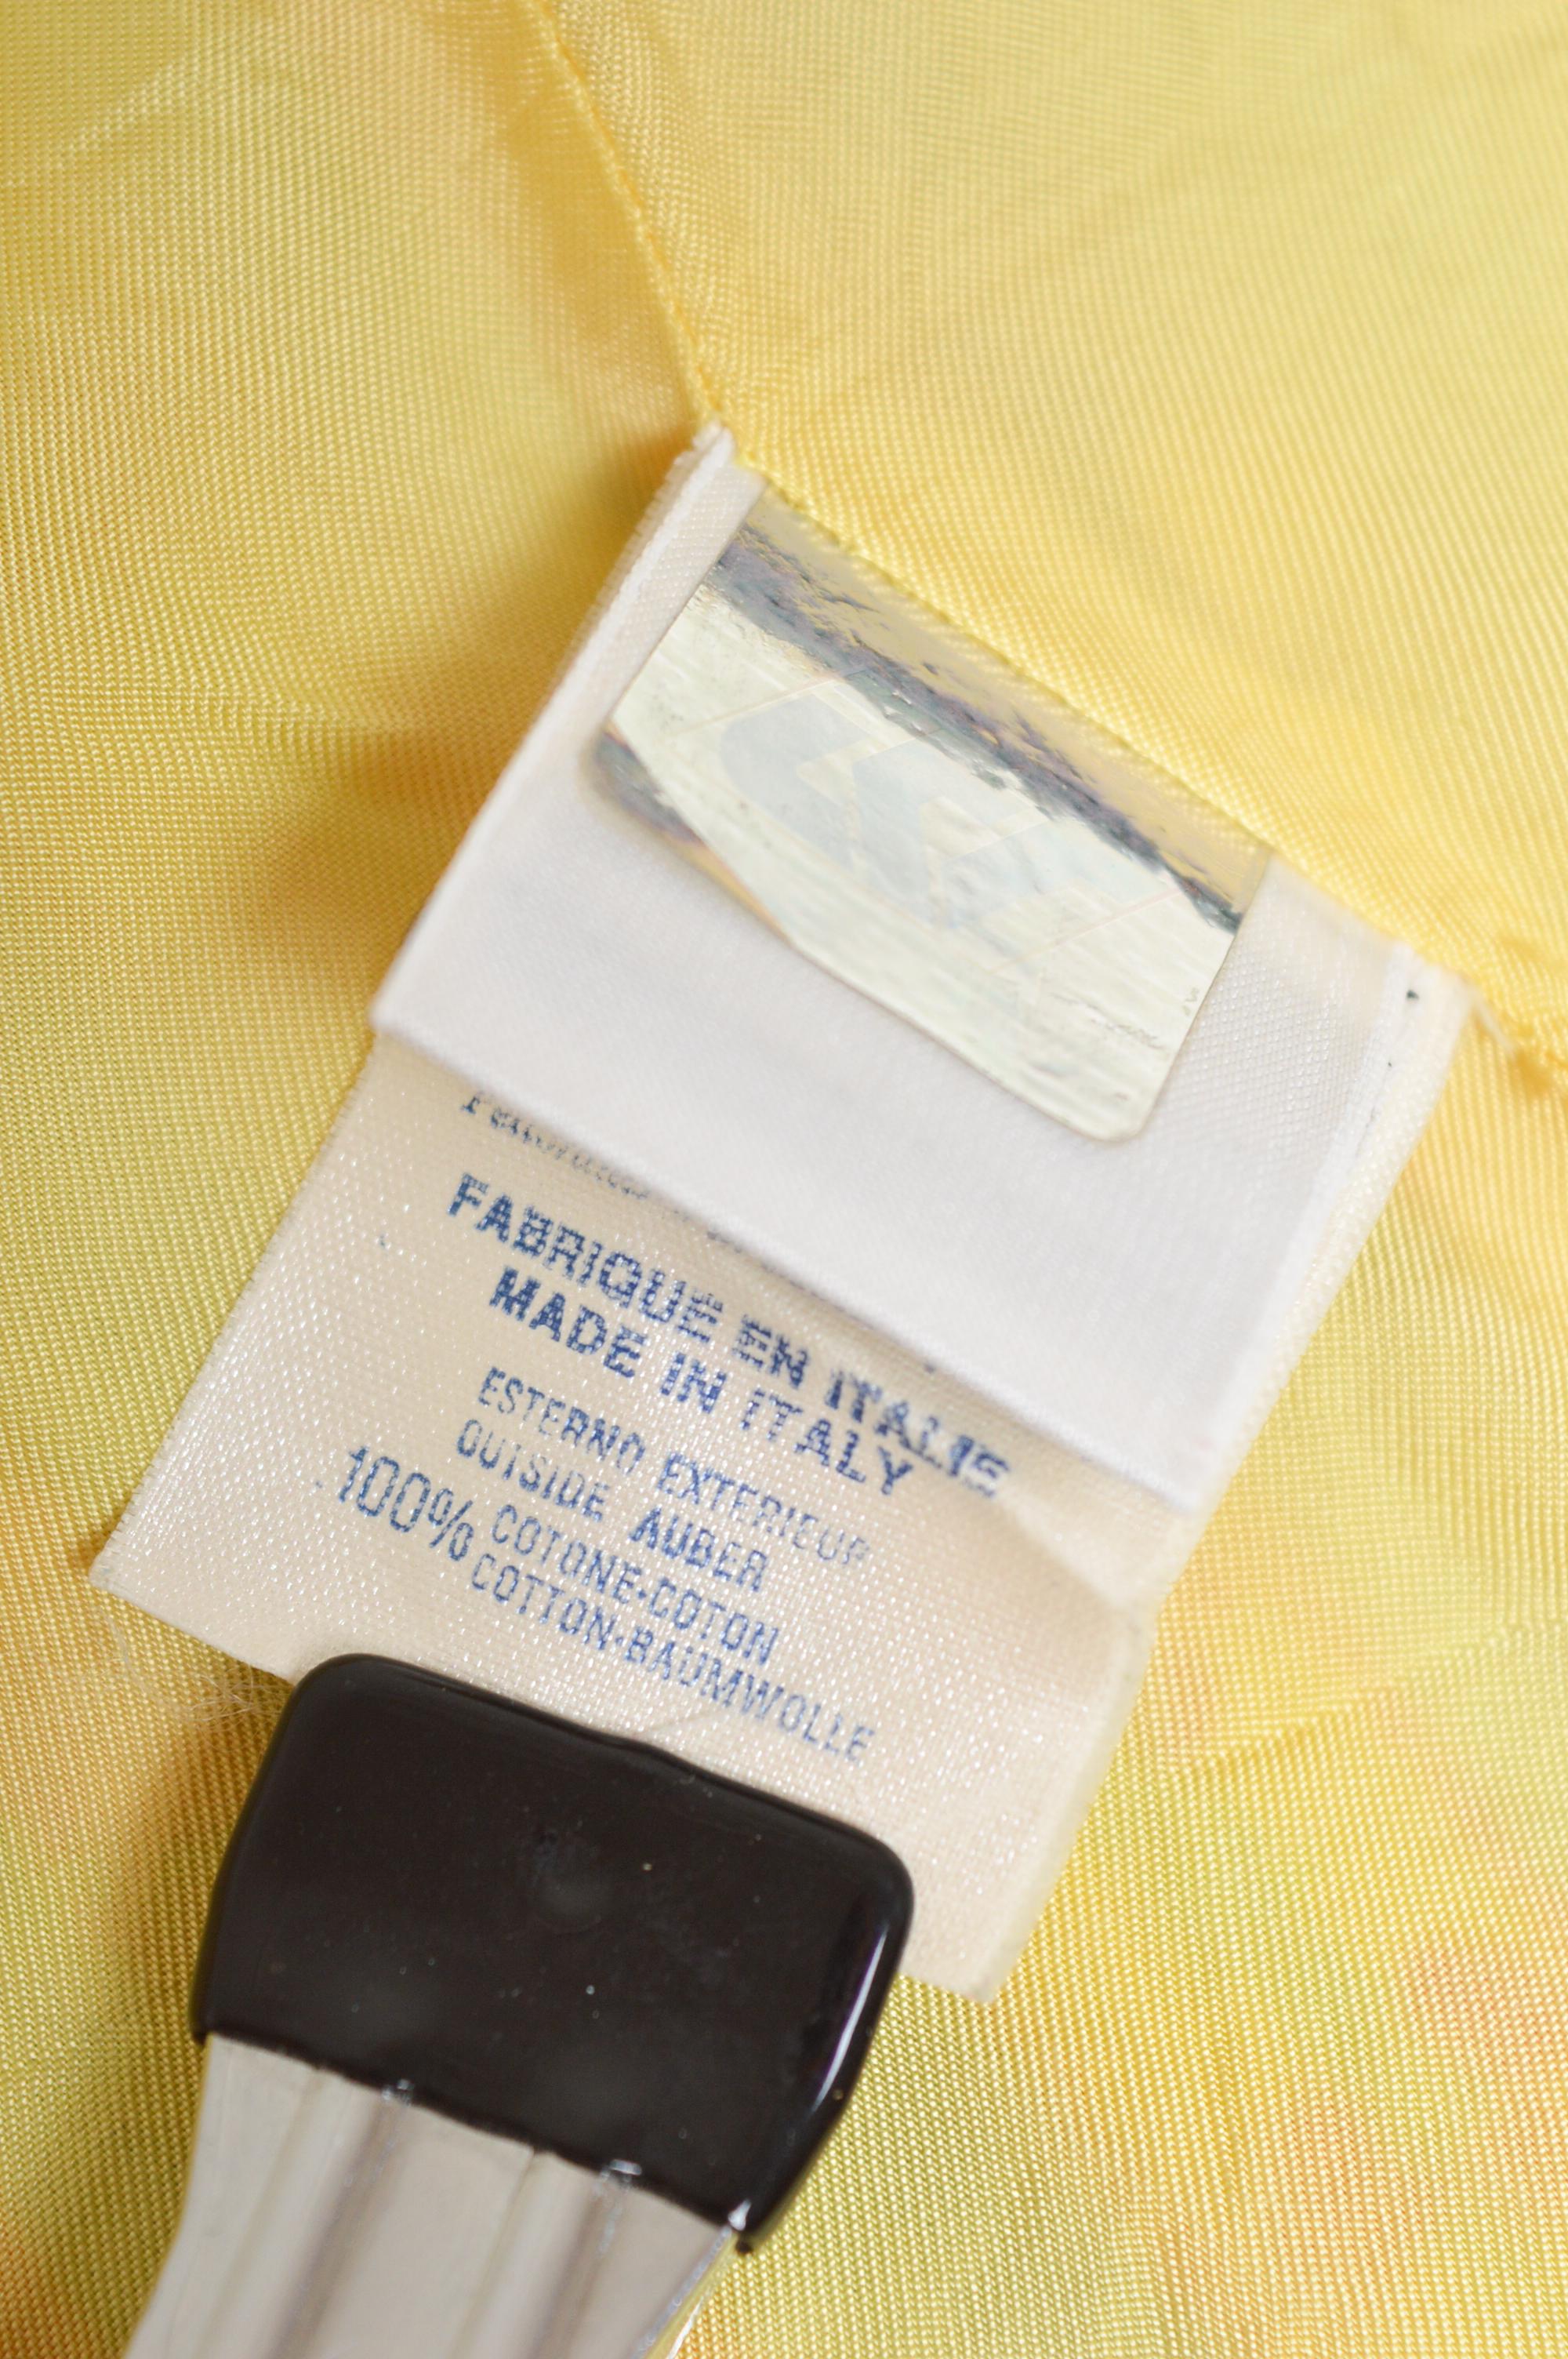 FABRIQUE EN ITALIE
MADE IN ITALY
ESTERNO EXTERIEUR
OUTSIDE AUBER
100% COTONE-COTON
COTTON-BAUMWOLLE